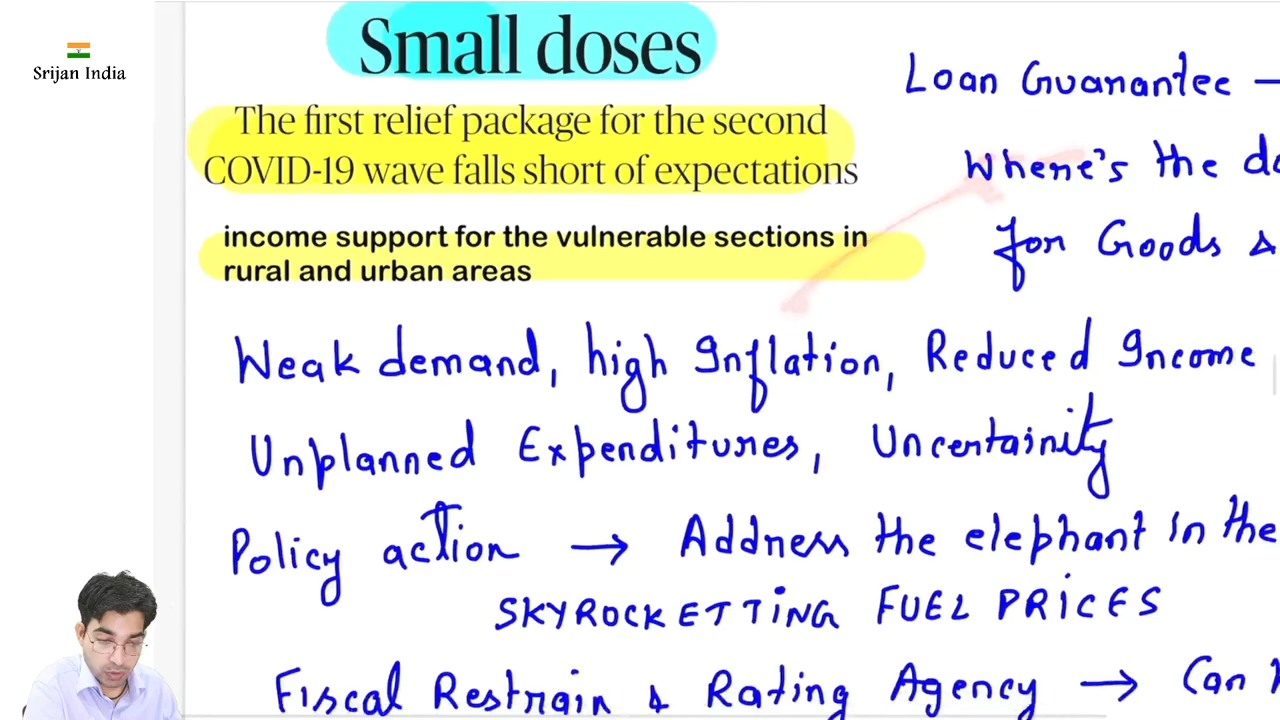 Srijan India
Small doses
The first relief package for the second
COVID-19 wave falls short of expectations
income support for the vulnerable sections in
rural and urban areas
Loan Guarantee —
Where's the
for Goods &
Weak demand, high Inflation, Reduced Income
Unplanned Expenditures, Uncertainity
Policy action → Address the elephant in the
SKYROCKETTING FUEL PRICES
Fiscal Restrain & Rating Agency → Can